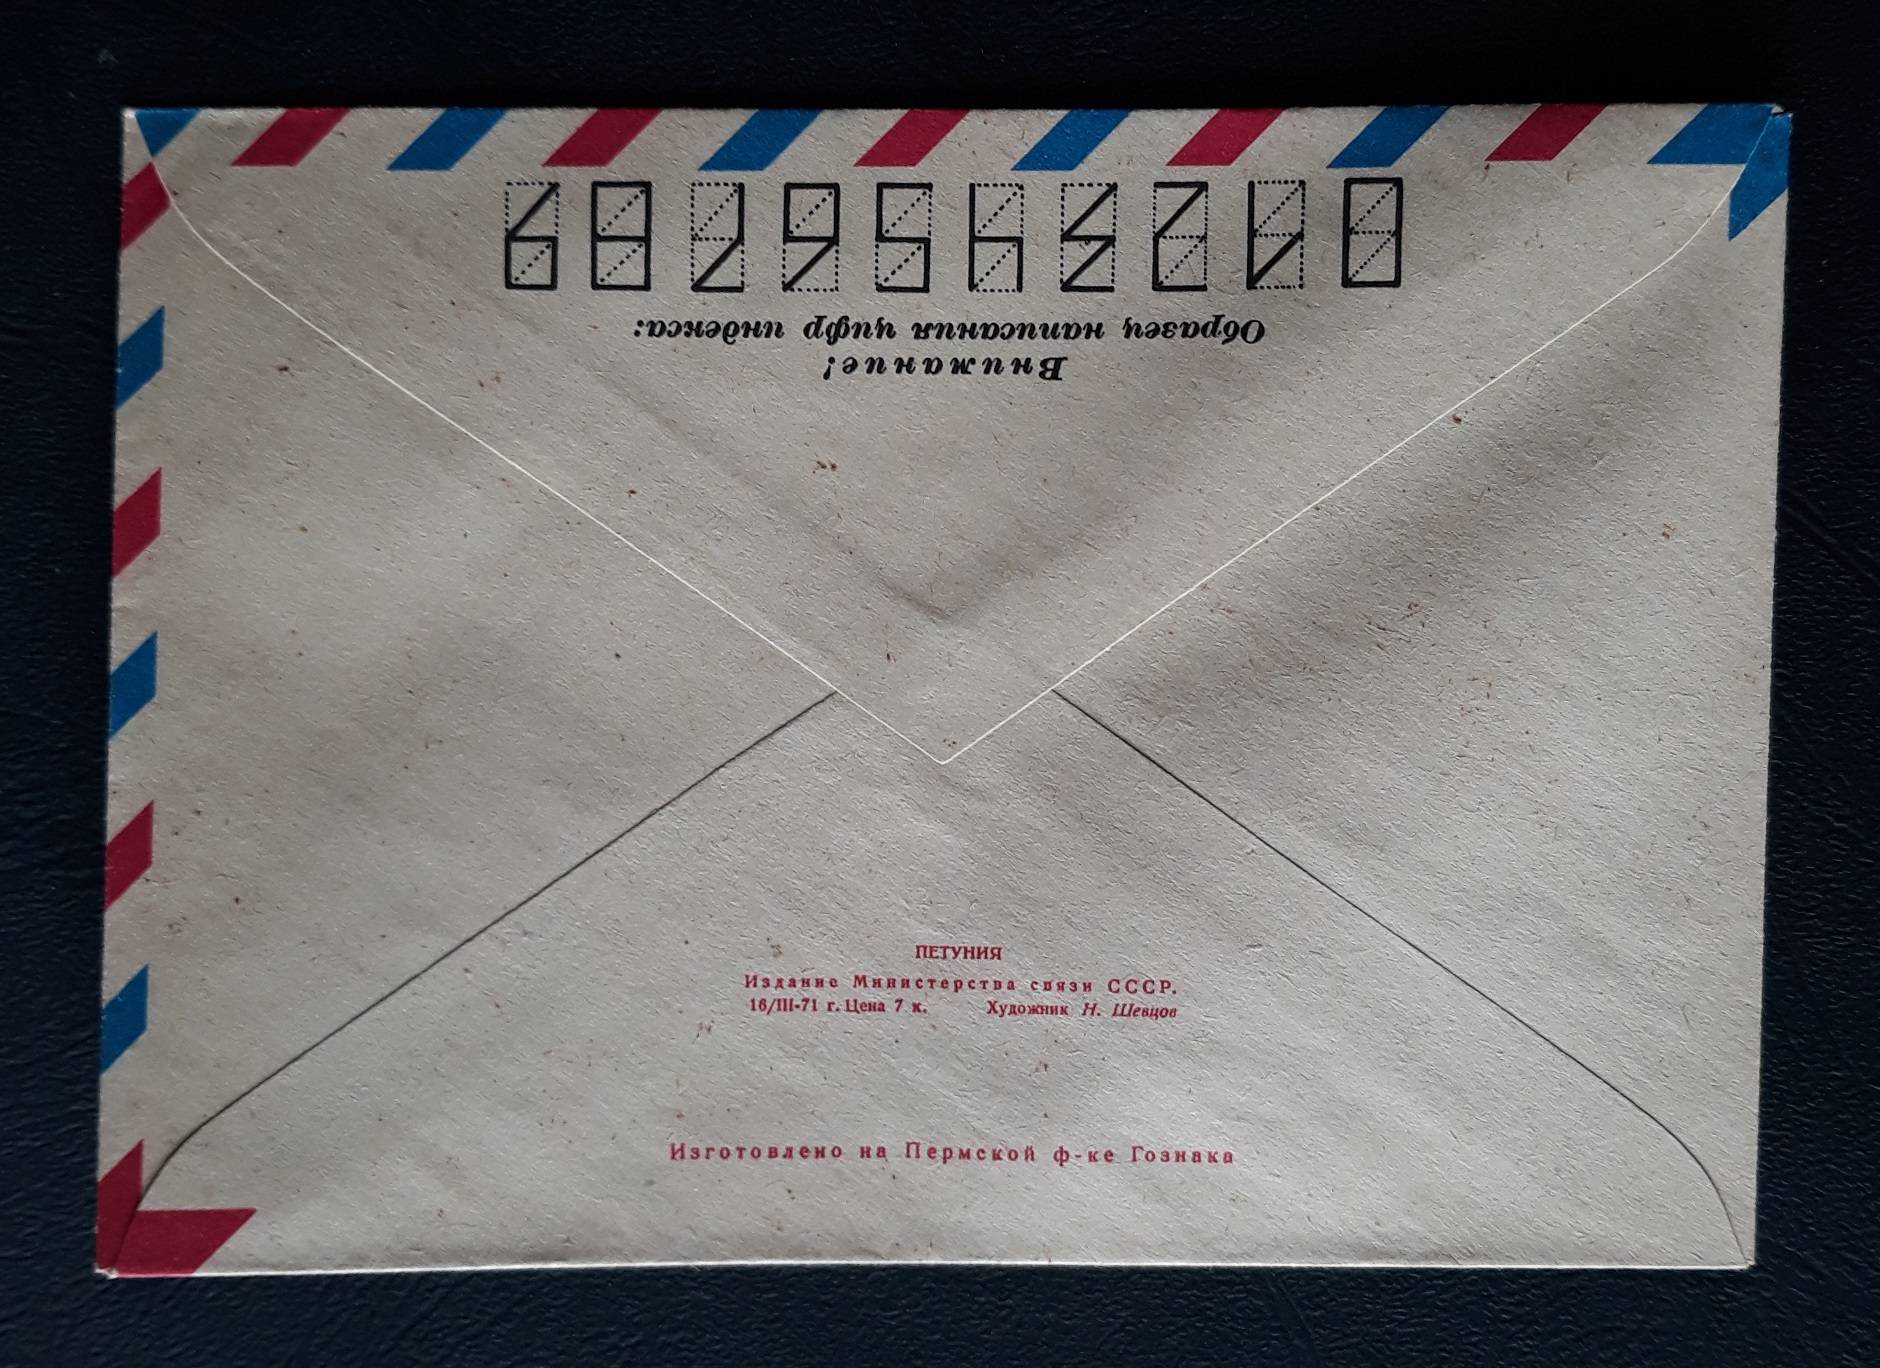 Внимание!
Образец написания цифр индекса:
0123456789
ПЕТУНИЯ
Издание Министерства связи СССР.
16/III-71 г. Цена 7 к. Художник Н. Шевцов
Изготовлено на Пермской ф-ке Гознака